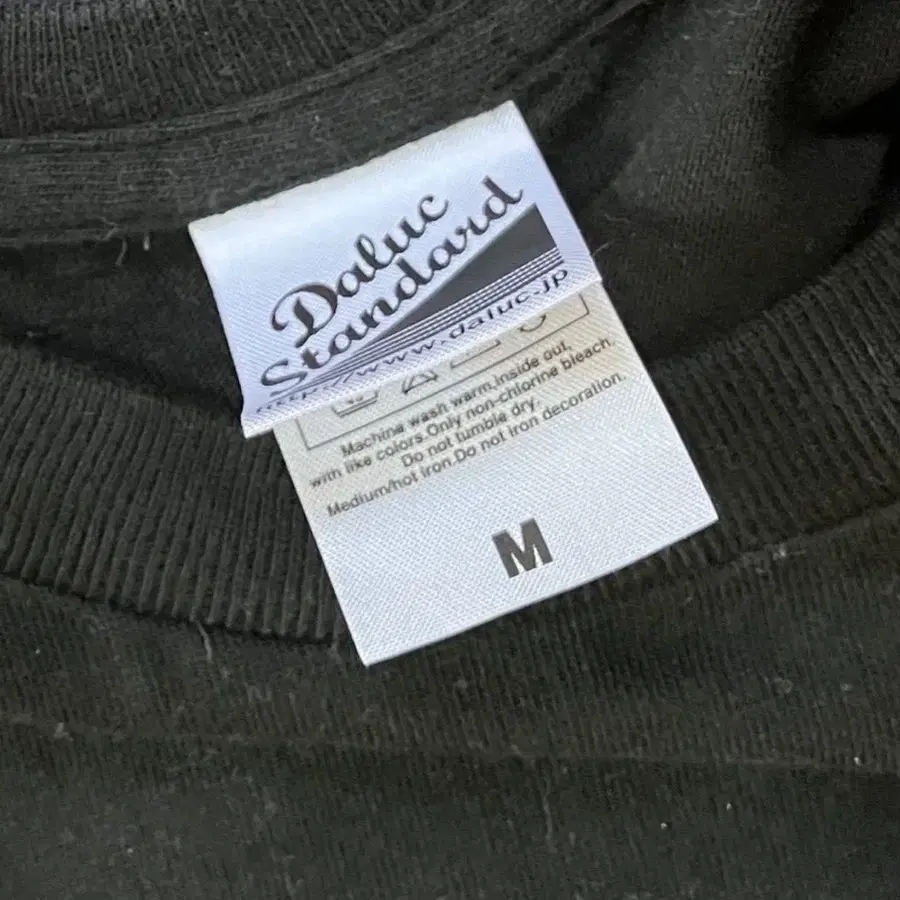 Daluc
Standard
http://www.daluc.jp
Machine wash warm,inside out,
with like colors.Only non-chlorine bleach.
Do not tumble dry.
Medium/hot iron.Do not iron decoration.
M